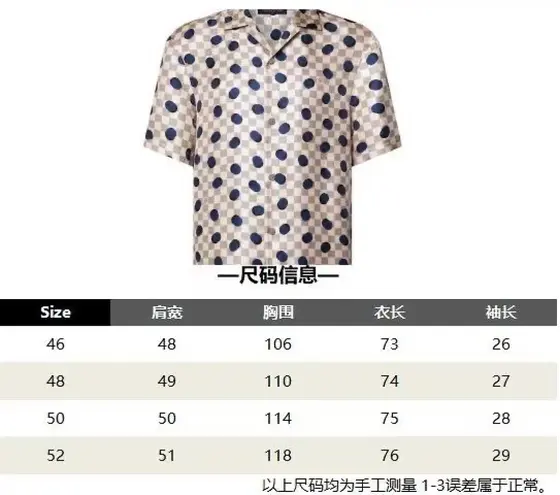 —尺码信息—
Size 肩宽 胸围 衣长 袖长
46 48 106 73 26
48 49 110 74 27
50 50 114 75 28
52 51 118 76 29
以上尺码均为手工测量 1-3误差属于正常。